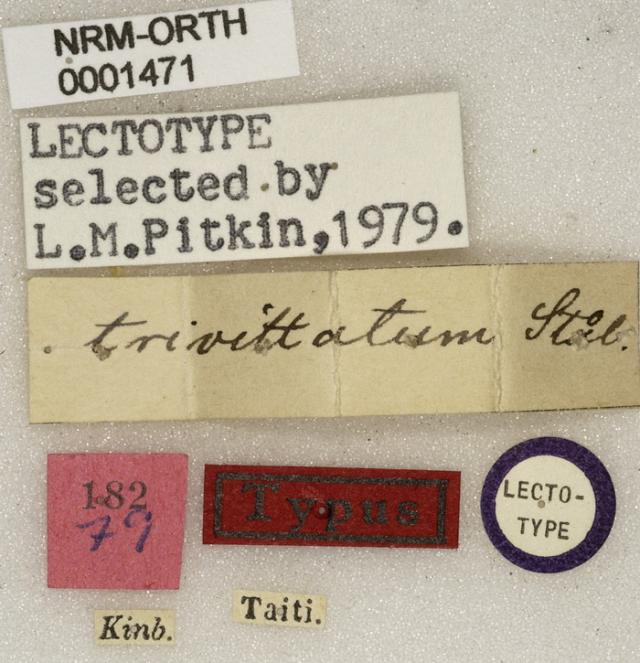 NRM-ORTH
0001471
LECTOTYPE
selected by
L.M.Pitkin,1979.
. trivittatum Stål.
182
79
Typus
LECTO-
TYPE
Kinb.
Taiti.